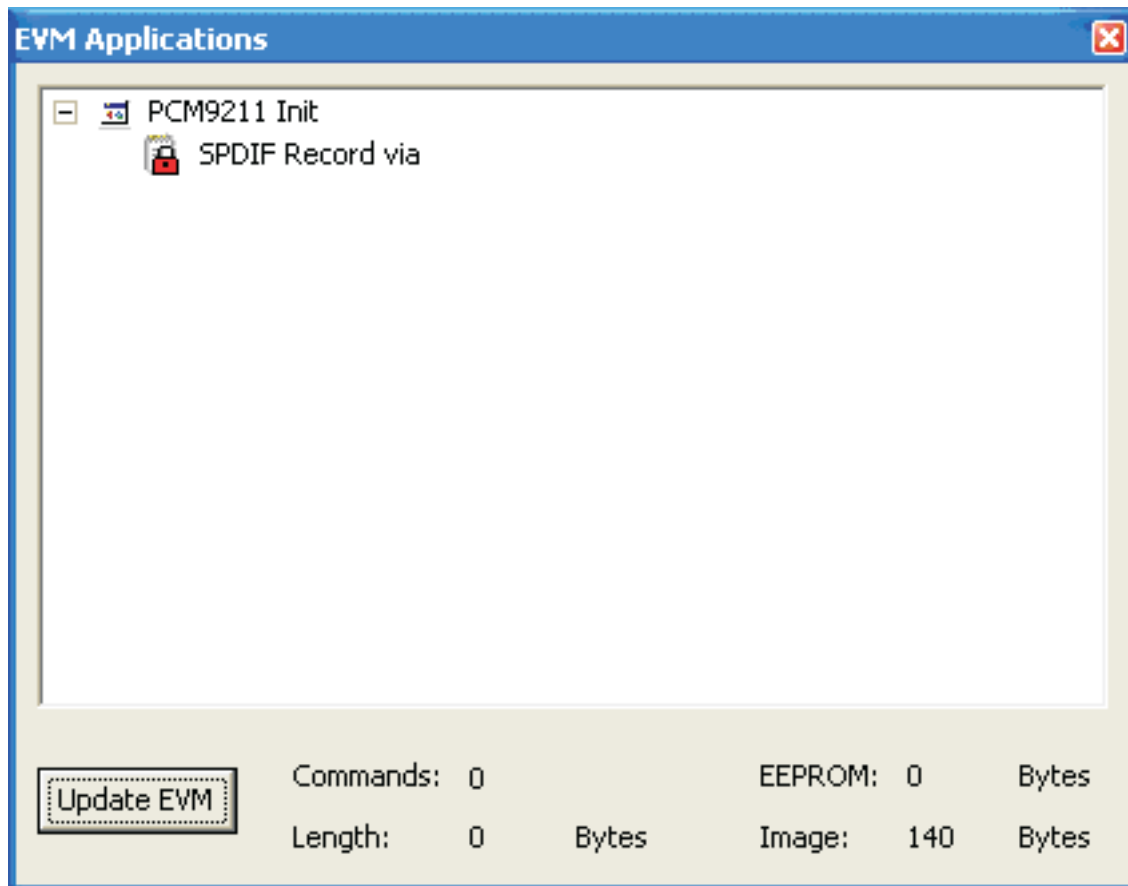 EVM Applications
PCM9211 Init
SPDIF Record via
Update EVM
Commands: 0
EEPROM: 0 Bytes
Length: 0 Bytes
Image: 140 Bytes